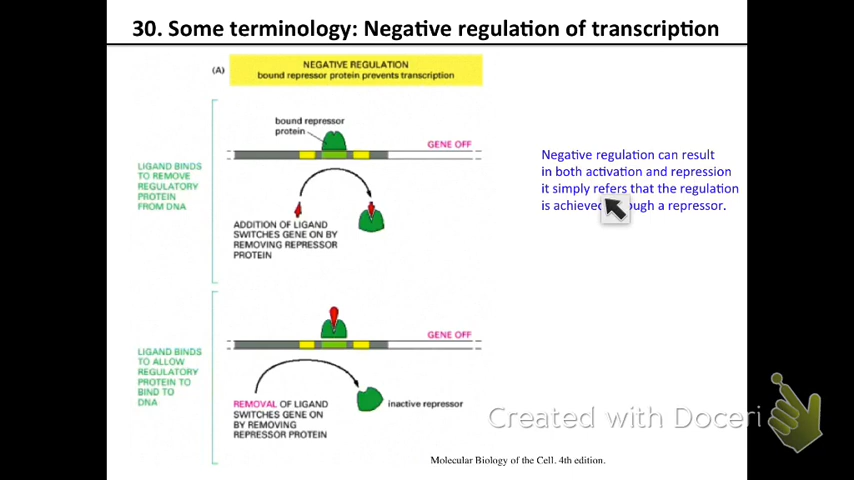 30. Some terminology: Negative regulation of transcription
(A)
NEGATIVE REGULATION
bound repressor protein prevents transcription
bound repressor
protein
GENE OFF
LIGAND BINDS
TO REMOVE
REGULATORY
PROTEIN
FROM DNA
ADDITION OF LIGAND
SWITCHES GENE ON BY
REMOVING REPRESSOR
PROTEIN
Negative regulation can result
in both activation and repression
it simply refers that the regulation
is achieved a repressor.
GENE OFF
LIGAND BINDS
TO ALLOW
REGULATORY
PROTEIN TO
BIND TO
DNA
REMOVAL OF LIGAND
SWITCHES GENE ON
BY REMOVING
REPRESSOR PROTEIN
inactive repressor
Created with Doceri
Molecular Biology of the Cell. 4th edition.